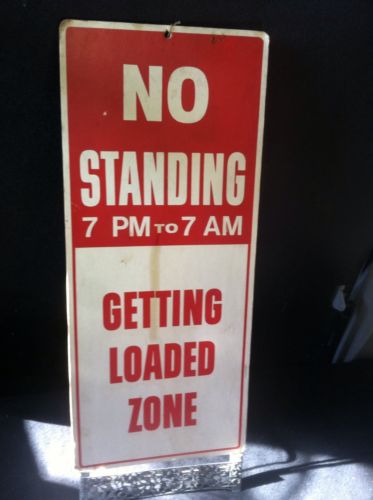 NO
STANDING
7 PM TO 7 AM
GETTING
LOADED
ZONE